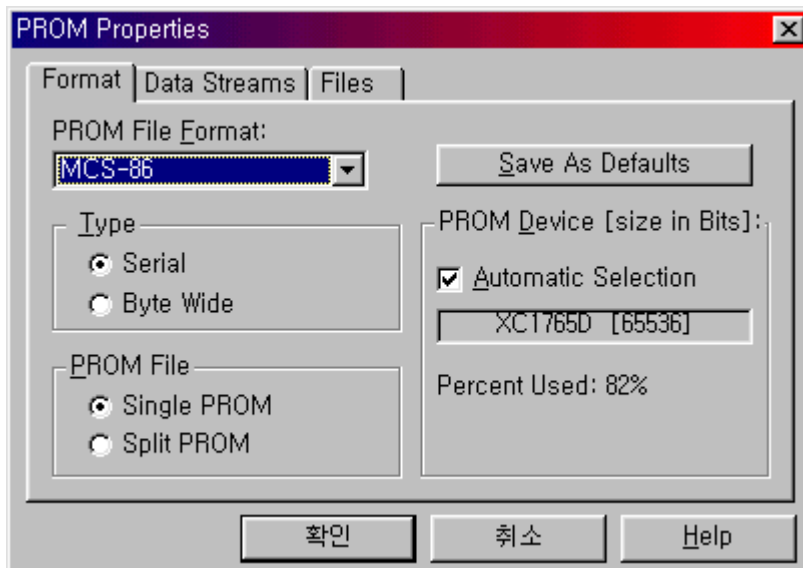 PROM Properties
Format
Data Streams
Files
PROM File Format:
MCS-86
Save As Defaults
Type
Serial
Byte Wide
PROM Device [size in Bits]:
Automatic Selection
XC1765D [65536]
Percent Used: 82%
PROM File
Single PROM
Split PROM
확인
취소
Help